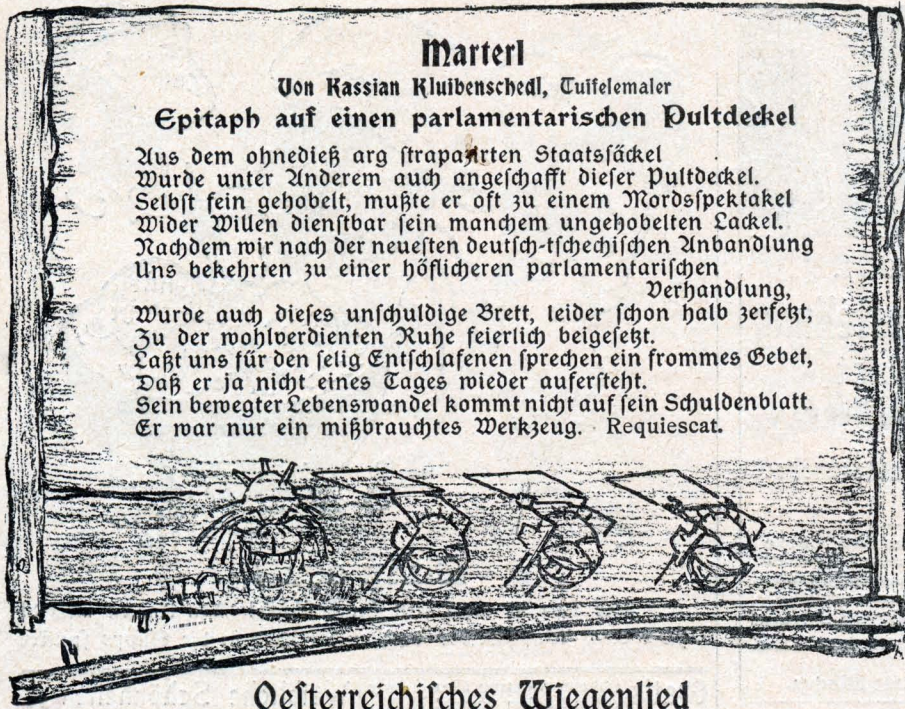 Marterl
Von Kassian Kluibenschedl, Tuifelemaler
Epitaph auf einen parlamentarischen Pultdeckel
Aus dem ohnedieß arg strapazirten Staatssäckel
Wurde unter Anderem auch angeschafft dieser Pultdeckel.
Selbst fein gehobelt, mußte er oft zu einem Mordsspektakel
Wider Willen dienstbar sein manchem ungehobelten Lackel.
Nachdem wir nach der neuesten deutsch-tschechischen Anbandlung
Uns bekehrten zu einer höflicheren parlamentarischen
Verhandlung,
Wurde auch dieses unschuldige Brett, leider schon halb zerfetzt,
Zu der wohlverdienten Ruhe feierlich beigesetzt.
Laßt uns für den selig Entschlafenen sprechen ein frommes Gebet,
Daß er ja nicht eines Tages wieder aufersteht.
Sein bewegter Lebenswandel kommt nicht auf sein Schuldenblatt.
Er war nur ein mißbrauchtes Werkzeug. Requiescat.
Oesterreichisches Wiegenlied